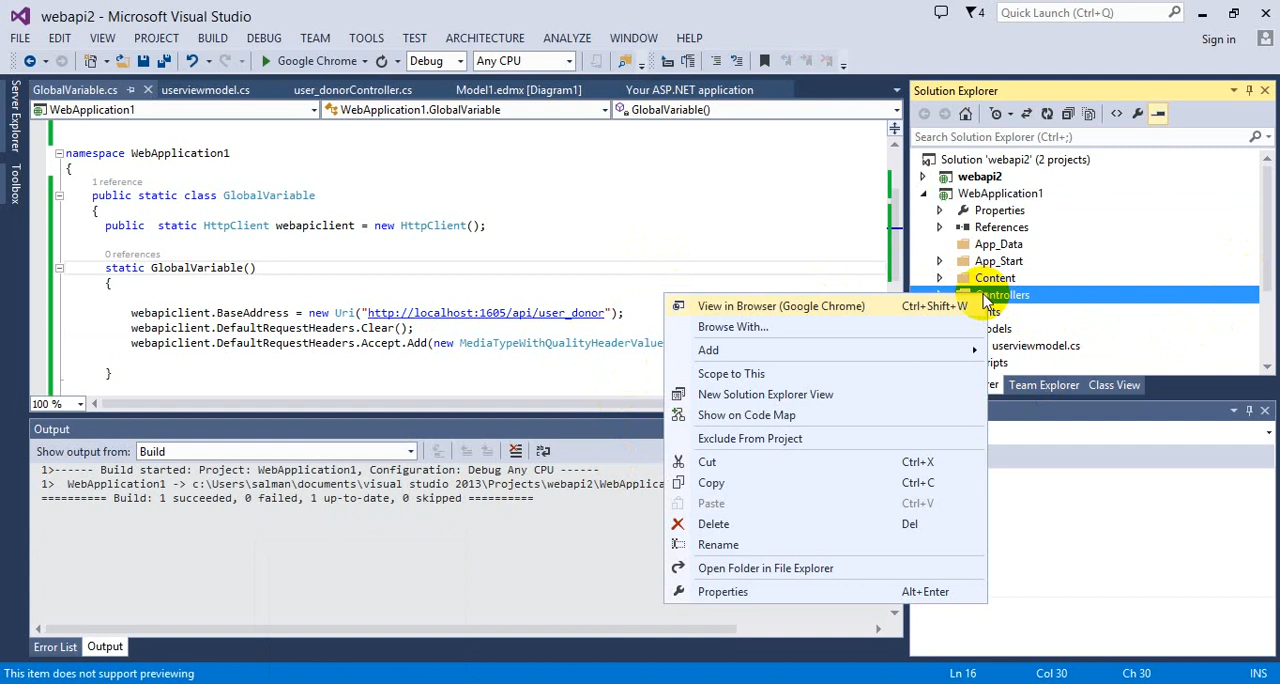 webapi2 - Microsoft Visual Studio
4
Quick Launch (Ctrl+Q)
FILE EDIT VIEW PROJECT BUILD DEBUG TEAM TOOLS TEST ARCHITECTURE ANALYZE WINDOW HELP
Sign in
Google Chrome Debug Any CPU
Server Explorer
Toolbox
GlobalVariable.cs userviewmodel.cs user_donorController.cs Model1.edmx [Diagram1] Your ASP.NET application
WebApplication1 WebApplication1.GlobalVariable GlobalVariable()
namespace WebApplication1
{
1 reference
public static class GlobalVariable
{
public static HttpClient webapiclient = new HttpClient();
0 references
static GlobalVariable()
{
webapiclient.BaseAddress = new Uri("http://localhost:1605/api/user_donor");
webapiclient.DefaultRequestHeaders.Clear();
webapiclient.DefaultRequestHeaders.Accept.Add(new MediaTypeWithQualityHeaderValue
}
100 %
Output
Show output from: Build
1>------ Build started: Project: WebApplication1, Configuration: Debug Any CPU ------
1> WebApplication1 -> c:\Users\salman\documents\visual studio 2013\Projects\webapi2\WebApplica
========== Build: 1 succeeded, 0 failed, 1 up-to-date, 0 skipped ==========
Error List Output
View in Browser (Google Chrome) Ctrl+Shift+W
Browse With...
Add
Scope to This
New Solution Explorer View
Show on Code Map
Exclude From Project
Cut Ctrl+X
Copy Ctrl+C
Paste Ctrl+V
Delete Del
Rename
Open Folder in File Explorer
Properties Alt+Enter
Solution Explorer
Search Solution Explorer (Ctrl+;)
Solution 'webapi2' (2 projects)
webapi2
WebApplication1
Properties
References
App_Data
App_Start
Content
Controllers
nts
odels
userviewmodel.cs
ripts
rer Team Explorer Class View
This item does not support previewing
Ln 16 Col 30 Ch 30 INS